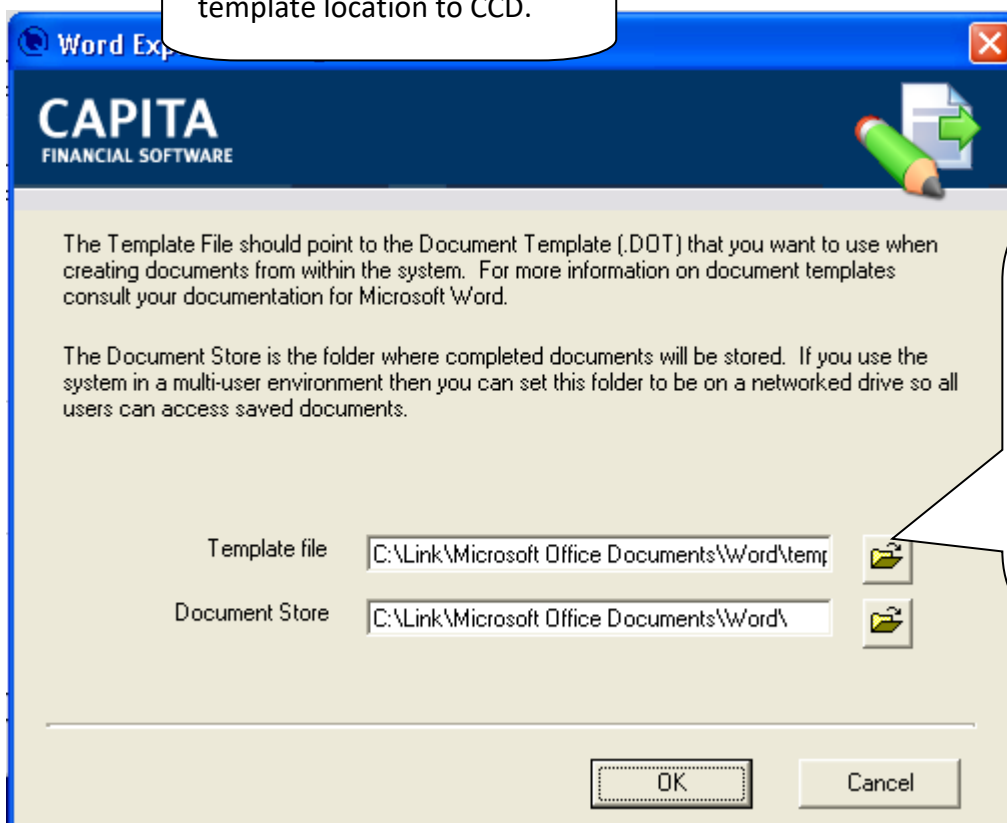 template location to CCD.
Word Exp
CAPITA
FINANCIAL SOFTWARE
The Template File should point to the Document Template (.DOT) that you want to use when
creating documents from within the system. For more information on document templates
consult your documentation for Microsoft Word.
The Document Store is the folder where completed documents will be stored. If you use the
system in a multi-user environment then you can set this folder to be on a networked drive so all
users can access saved documents.
Template file C:\Link\Microsoft Office Documents\Word\temp
Document Store C:\Link\Microsoft Office Documents\Word\
OK Cancel